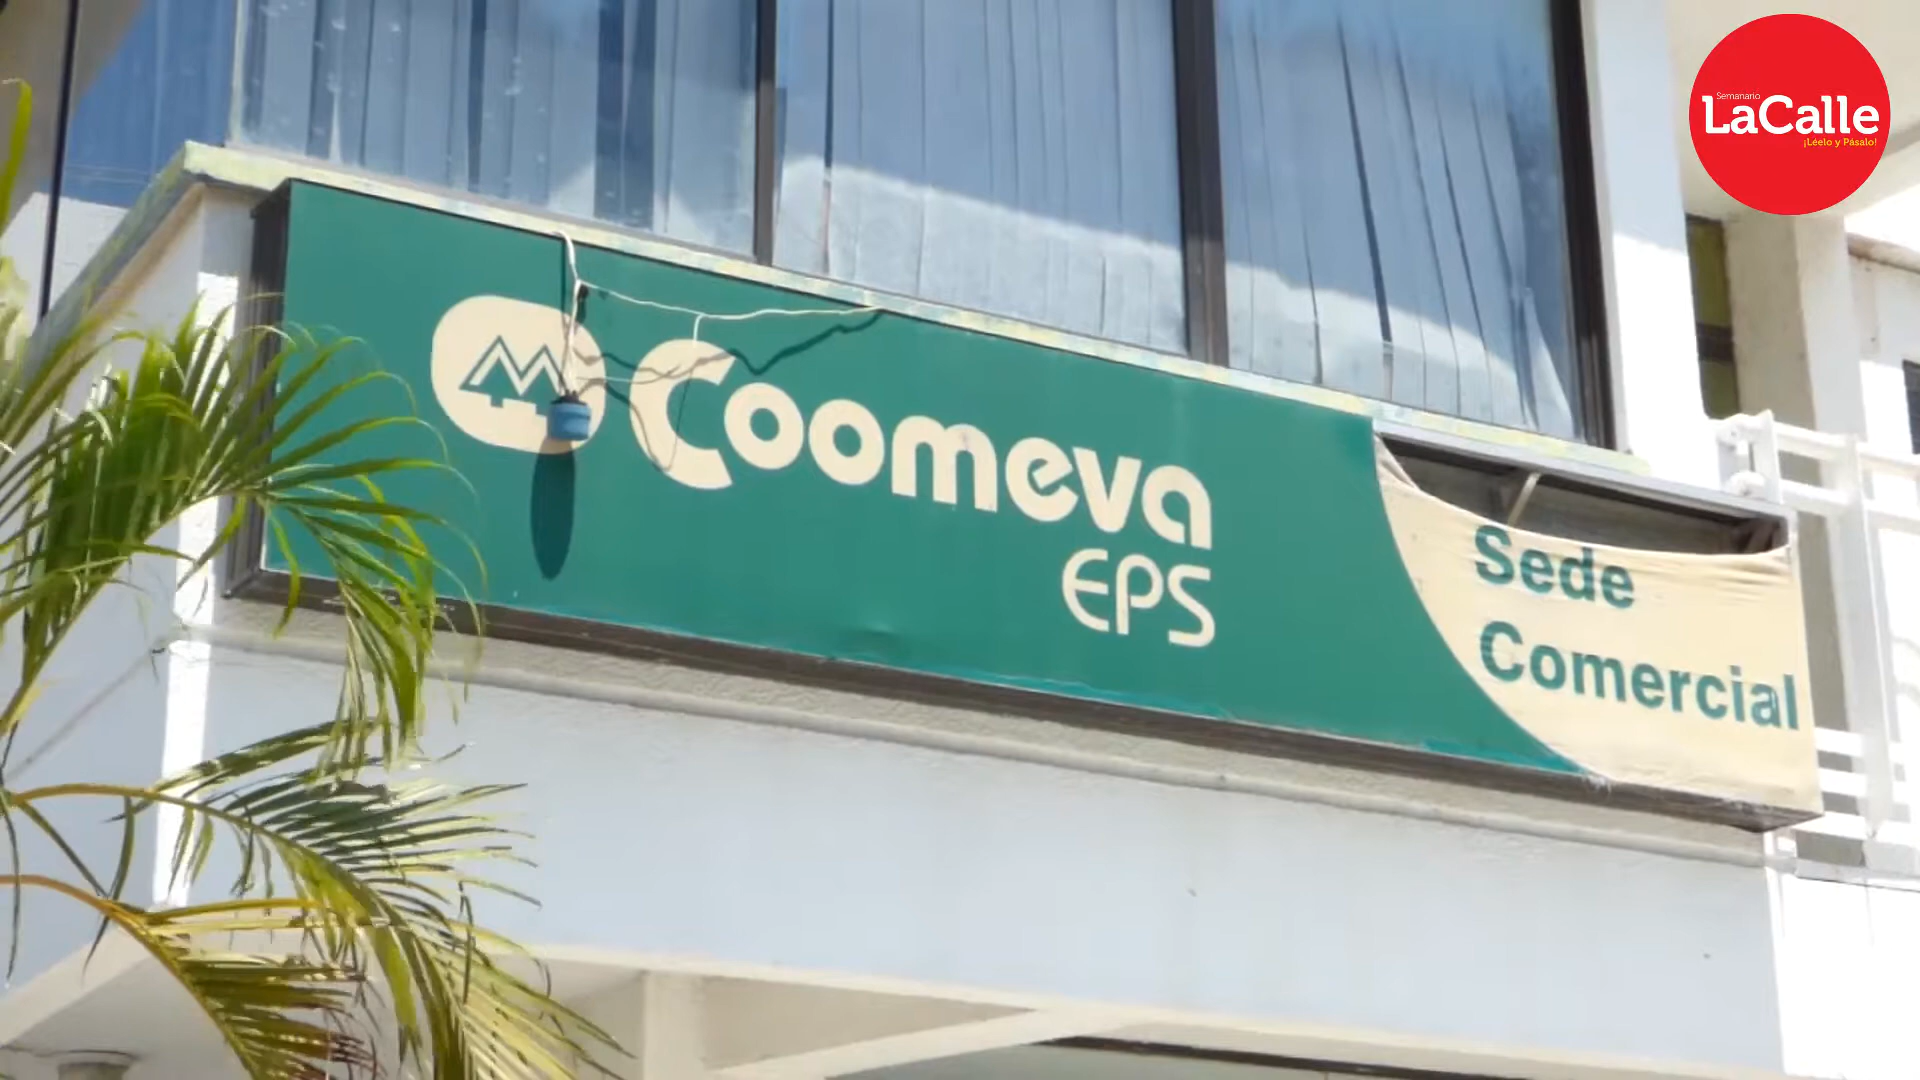 Semanario
LaCalle
¡Léelo y Pásalo!
Coomeva
EPS
Sede
Comercial